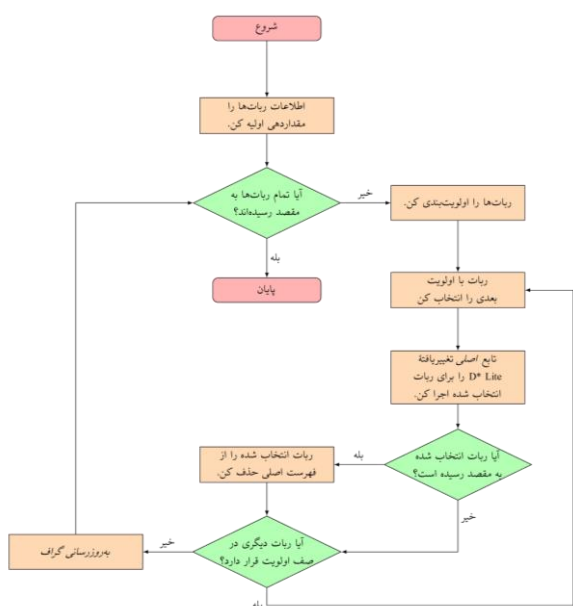 شروع
اطلاعات ربات‌ها را
مقداردهی اولیه کن.
آیا تمام ربات‌ها به
مقصد رسیده‌اند؟
خیر
ربات‌ها را اولویت‌بندی کن.
بله
پایان
ربات با اولویت
بعدی را انتخاب کن
تابع اصلی تغییریافتهٔ
D* Lite را برای ربات
انتخاب شده اجرا کن.
آیا ربات انتخاب شده
به مقصد رسیده است؟
بله
ربات انتخاب شده را از
فهرست اصلی حذف کن.
خیر
آیا ربات دیگری در
صف اولویت قرار دارد؟
خیر
به‌روزرسانی گراف
بله